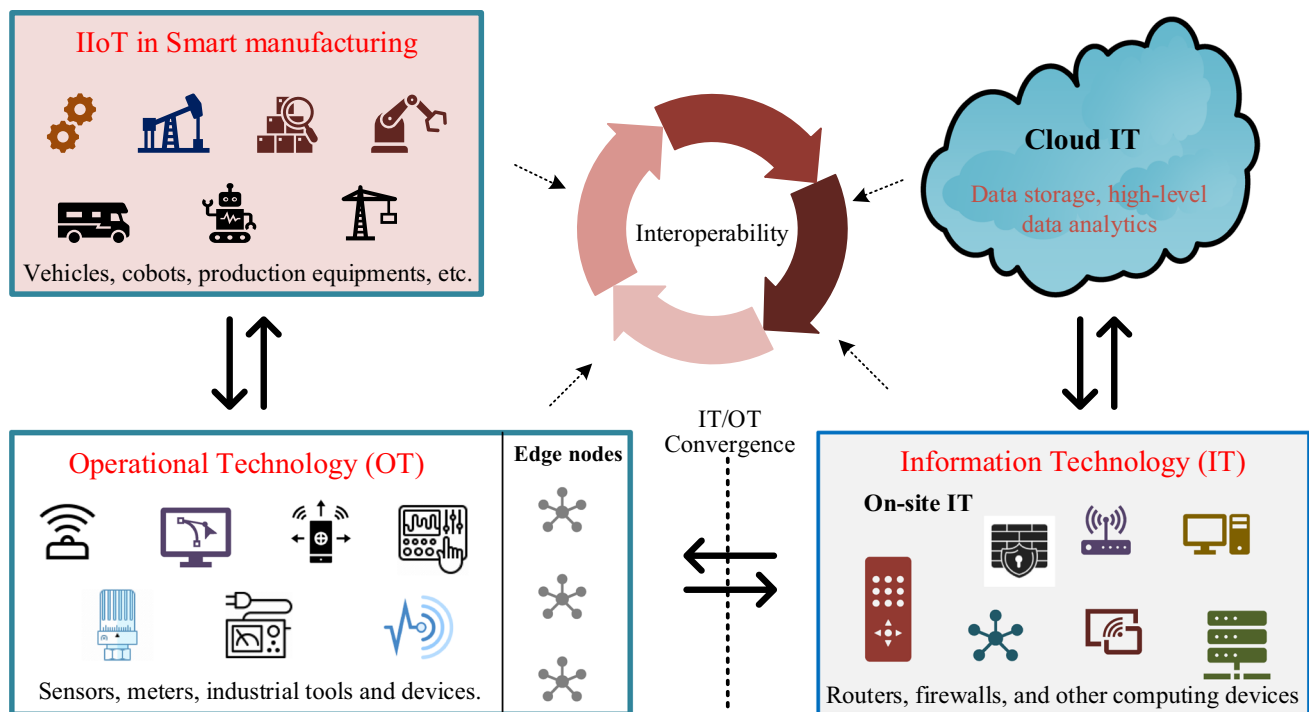 IIoT in Smart manufacturing
Vehicles, cobots, production equipments, etc.
Interoperability
Cloud IT
Data storage, high-level
data analytics
Operational Technology (OT)
Edge nodes
Sensors, meters, industrial tools and devices.
IT/OT
Convergence
Information Technology (IT)
On-site IT
Routers, firewalls, and other computing devices